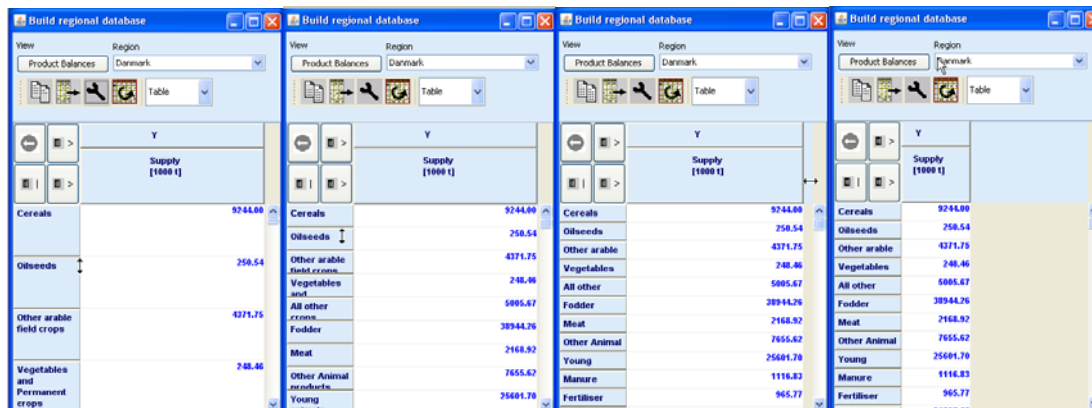 Build regional database
View
Region
Product Balances
Danmark
Table
Y
Supply
[1000 t]
Cereals 9244.00
Oilseeds 250.54
Other arable 4371.75
field crops
Vegetables 248.46
and
Permanent
crops
Build regional database
View
Region
Product Balances
Danmark
Table
Y
Supply
[1000 t]
Cereals 9244.00
Oilseeds 250.54
Other arable 4371.75
field crops
Vegetables 248.46
and
All other 5005.67
crops
Fodder 38944.26
Meat 2168.92
Other Animal 7655.62
products
Young 25601.70
Build regional database
View
Region
Product Balances
Danmark
Table
Y
Supply
[1000 t]
Cereals 9244.00
Oilseeds 250.54
Other arable 4371.75
Vegetables 248.46
All other 5005.67
Fodder 38944.26
Meat 2168.92
Other Animal 7655.62
Young 25601.70
Manure 1116.83
Fertiliser 965.77
Build regional database
View
Region
Product Balances
Danmark
Table
Y
Supply
[1000 t]
Cereals 9244.00
Oilseeds 250.54
Other arable 4371.75
Vegetables 248.46
All other 5005.67
Fodder 38944.26
Meat 2168.92
Other Animal 7655.62
Young 25601.70
Manure 1116.83
Fertiliser 965.77